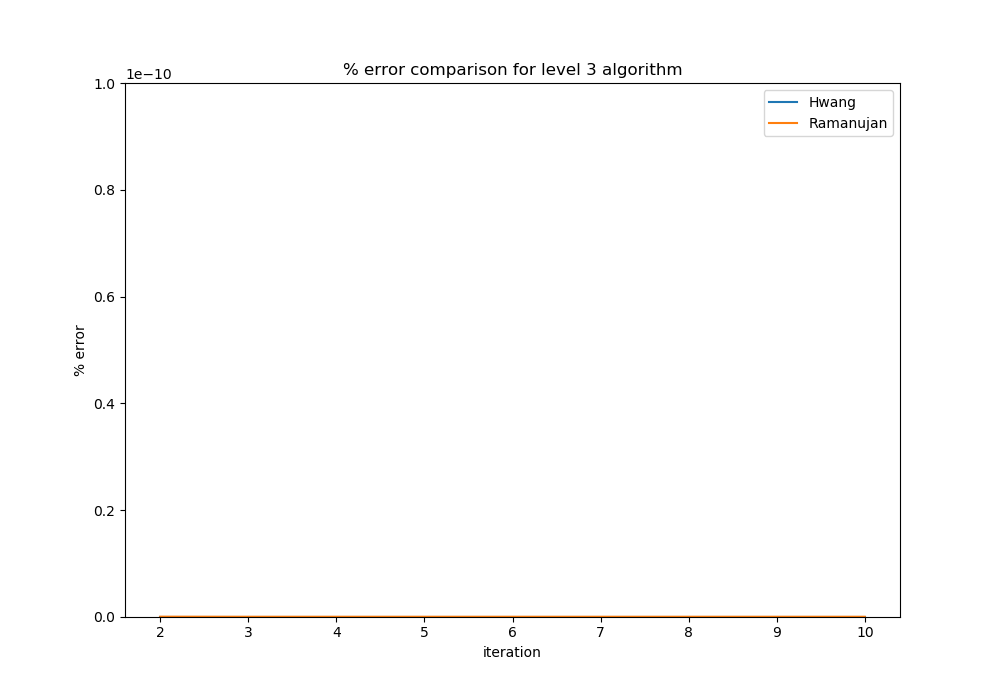 % error comparison for level 3 algorithm
1e−10
Hwang
Ramanujan
1.0
0.8
0.6
0.4
0.2
0.0
% error
2 3 4 5 6 7 8 9 10
iteration